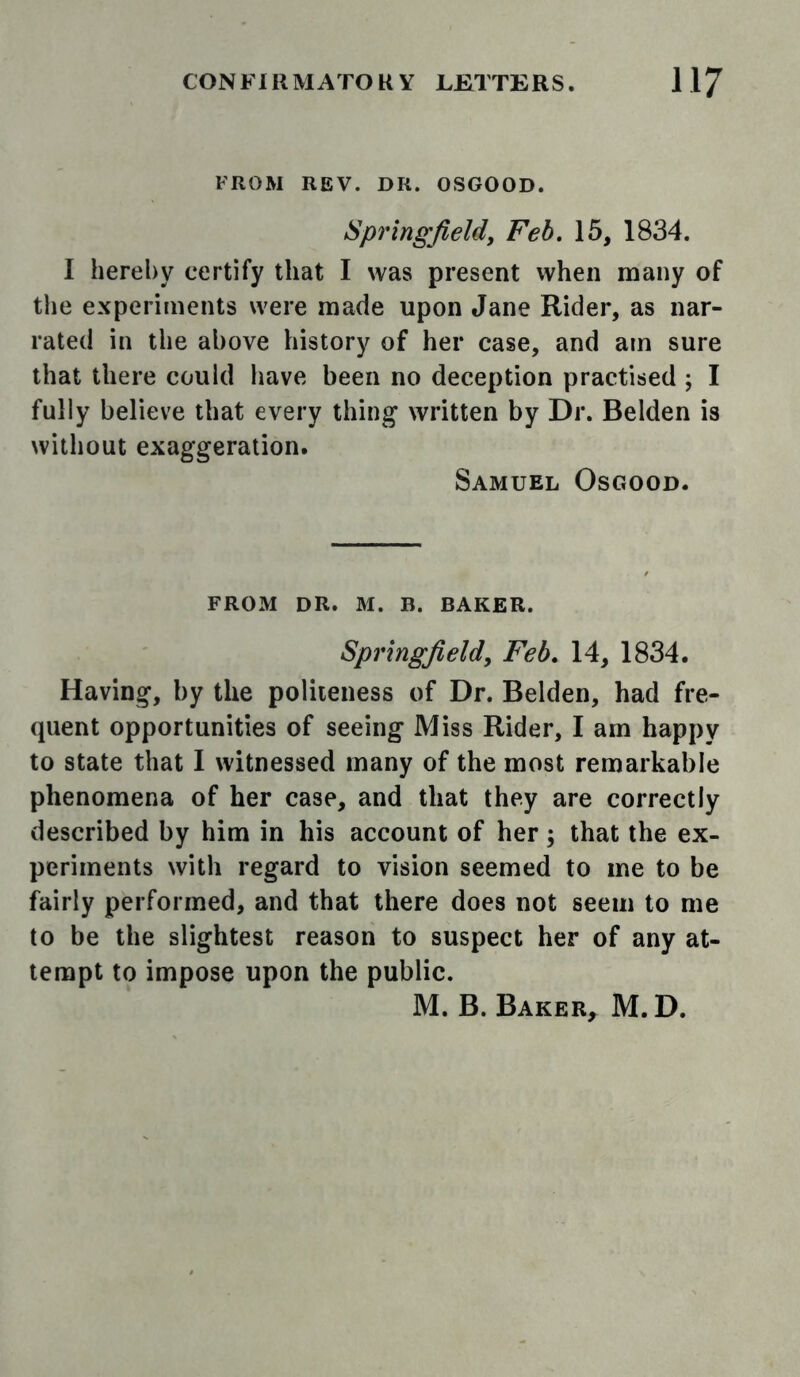 CONFIRMATORY LETTERS. 117
FROM REV. DR. OSGOOD.
Springfield, Feb. 15, 1834.
I hereby certify that I was present when many of
the experiments were made upon Jane Rider, as nar-
rated in the above history of her case, and am sure
that there could have been no deception practised ; I
fully believe that every thing written by Dr. Belden is
without exaggeration.
Samuel Osgood.
FROM DR. M. B. BAKER.
Springfield, Feb. 14, 1834.
Having, by the politeness of Dr. Belden, had fre-
quent opportunities of seeing Miss Rider, I am happy
to state that I witnessed many of the most remarkable
phenomena of her case, and that they are correctly
described by him in his account of her ; that the ex-
periments with regard to vision seemed to me to be
fairly performed, and that there does not seem to me
to be the slightest reason to suspect her of any at-
tempt to impose upon the public.
M. B. Baker, M. D.